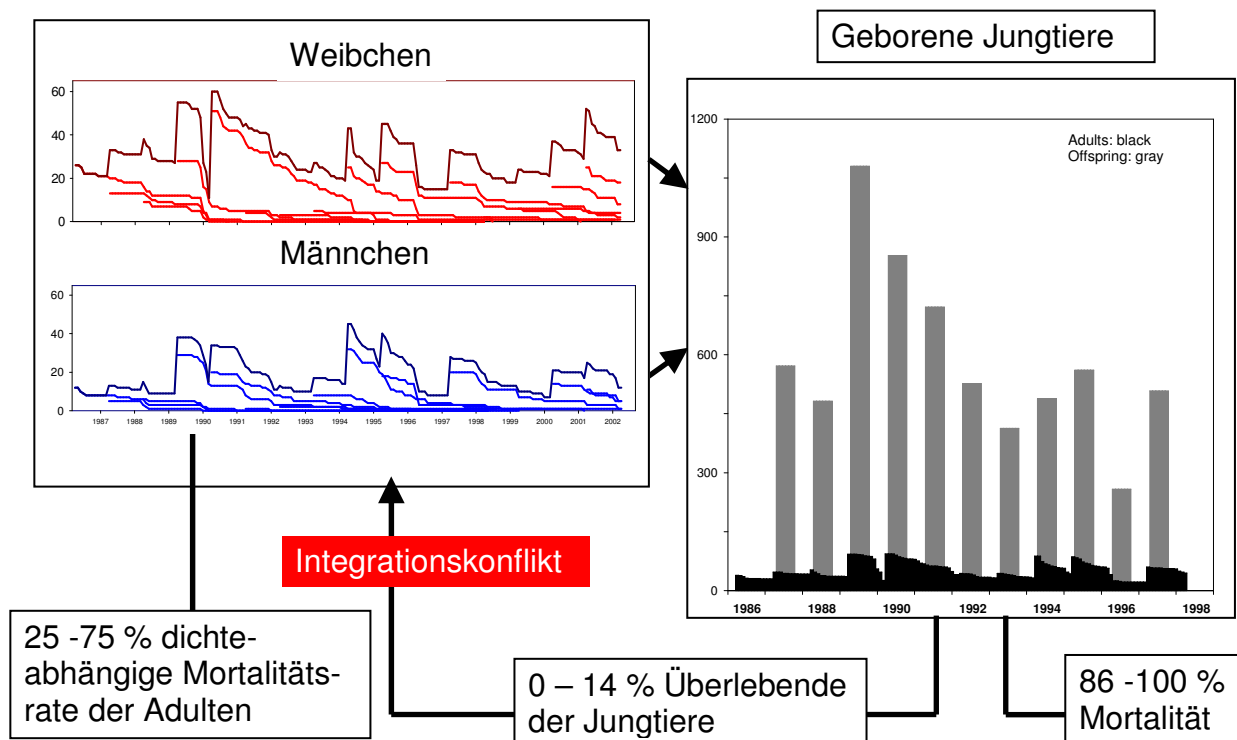 Weibchen
60
40
20
0
Männchen
60
40
20
0
1987 1988 1989 1990 1991 1992 1993 1994 1995 1996 1997 1998 1999 2000 2001 2002
Geborene Jungtiere
Adults: black
Offspring: gray
1200
900
600
300
0
1986 1988 1990 1992 1994 1996 1998
Integrationskonflikt
25 -75 % dichte-
abhängige Mortalitäts-
rate der Adulten
0 – 14 % Überlebende
der Jungtiere
86 -100 %
Mortalität